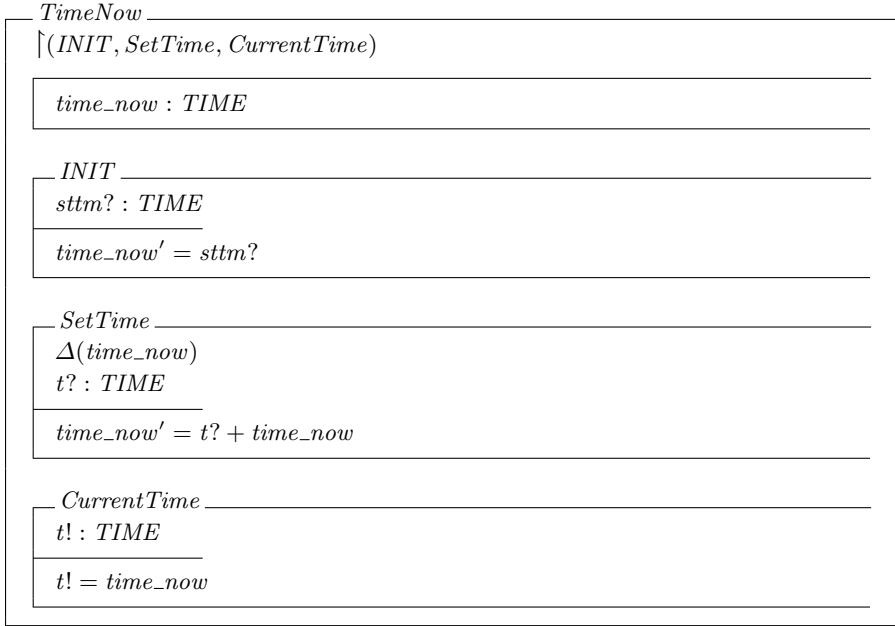 TimeNow
↾(INIT, SetTime, CurrentTime)
time_now : TIME
INIT
sttm? : TIME
time_now′ = sttm?
SetTime
Δ(time_now)
t? : TIME
time_now′ = t? + time_now
CurrentTime
t! : TIME
t! = time_now